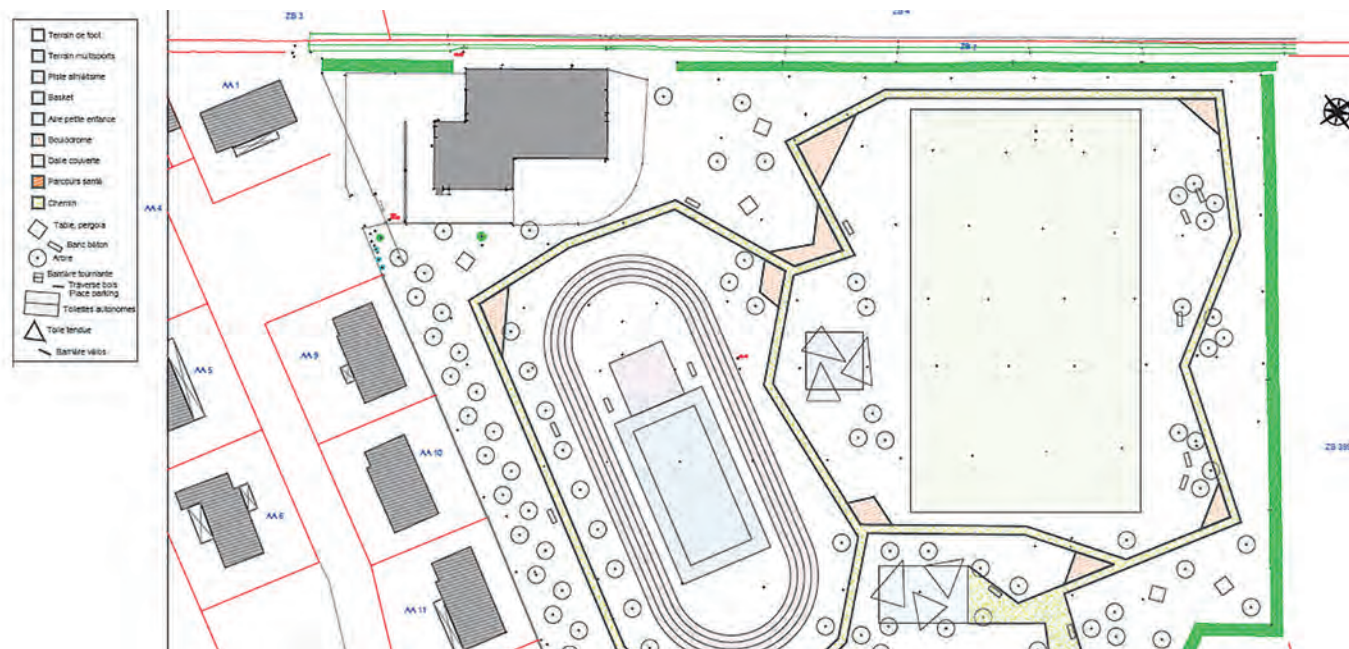 Terrain de foot
Terrain multisports
Piste athlétisme
Basket
Aire petite enfance
Boulodrome
Dalle couverte
Parcours santé
Chemin
Table, pergola
Banc béton
Arbre
Barrière tournante
Traverse bois
Place parking
Toilettes autonomes
Toile tendue
Barrière vélos
ZB 3
ZB 4
ZB 7
AA 1
AA 4
AA 5
AA 9
AA 10
AA 6
AA 11